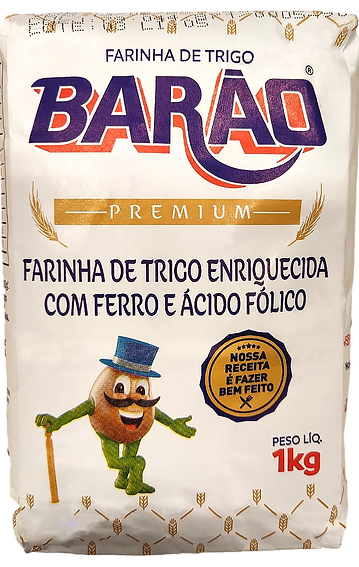 FARINHA DE TRIGO
BARÃO®
PREMIUM
FARINHA DE TRIGO ENRIQUECIDA
COM FERRO E ÁCIDO FÓLICO
NOSSA
RECEITA
É FAZER
BEM FEITO
PESO LÍQ.
1kg